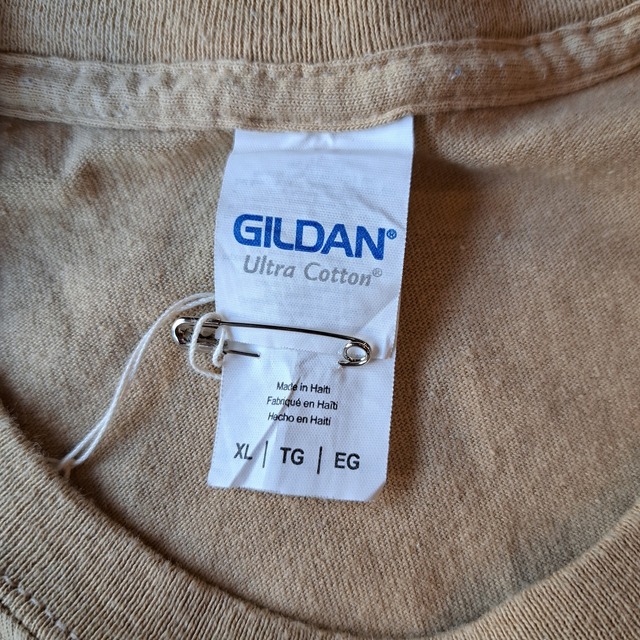 GILDAN®
Ultra Cotton®
Made in Haiti
Fabriqué en Haïti
Hecho en Haiti
XL | TG | EG